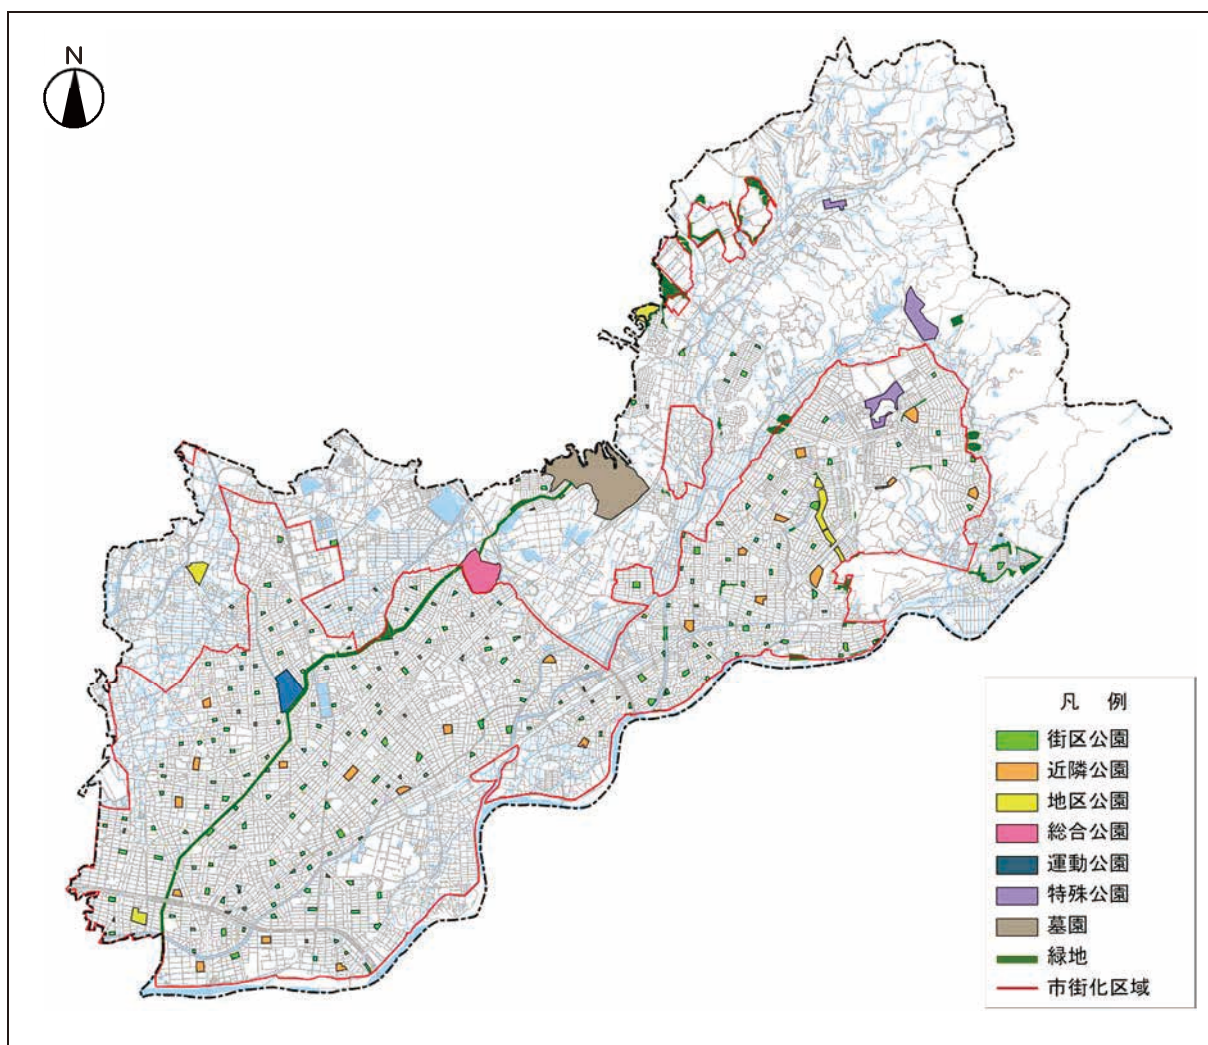 N
凡 例
街区公園
近隣公園
地区公園
総合公園
運動公園
特殊公園
墓園
緑地
市街化区域